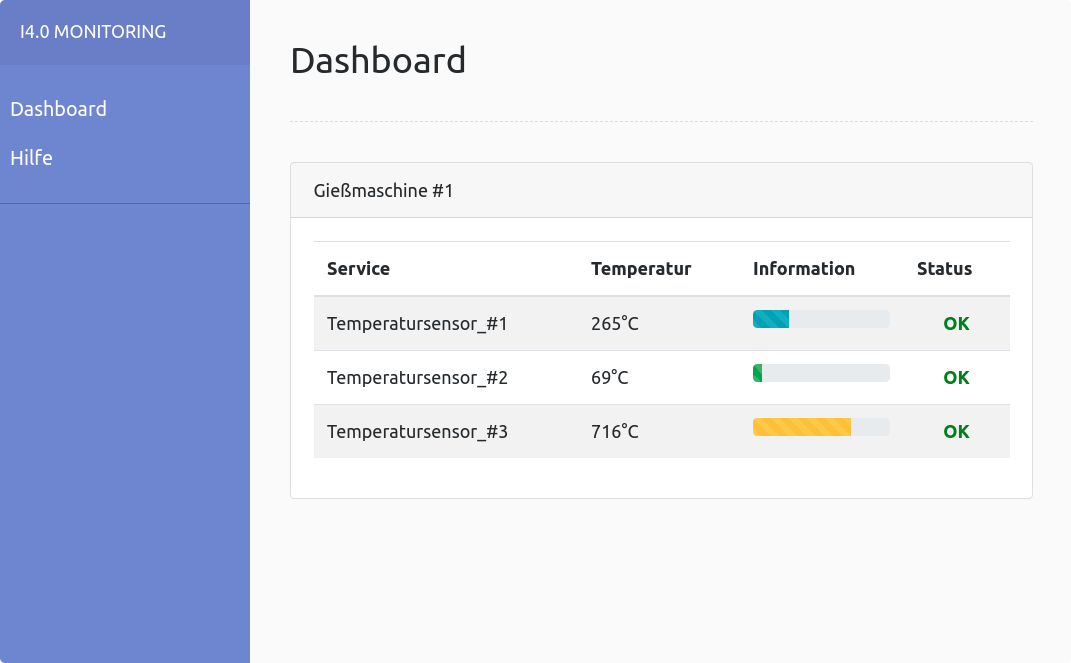 I4.0 MONITORING
Dashboard
Hilfe
Dashboard
Gießmaschine #1
Service Temperatur Information Status
Temperatursensor_#1 265°C OK
Temperatursensor_#2 69°C OK
Temperatursensor_#3 716°C OK